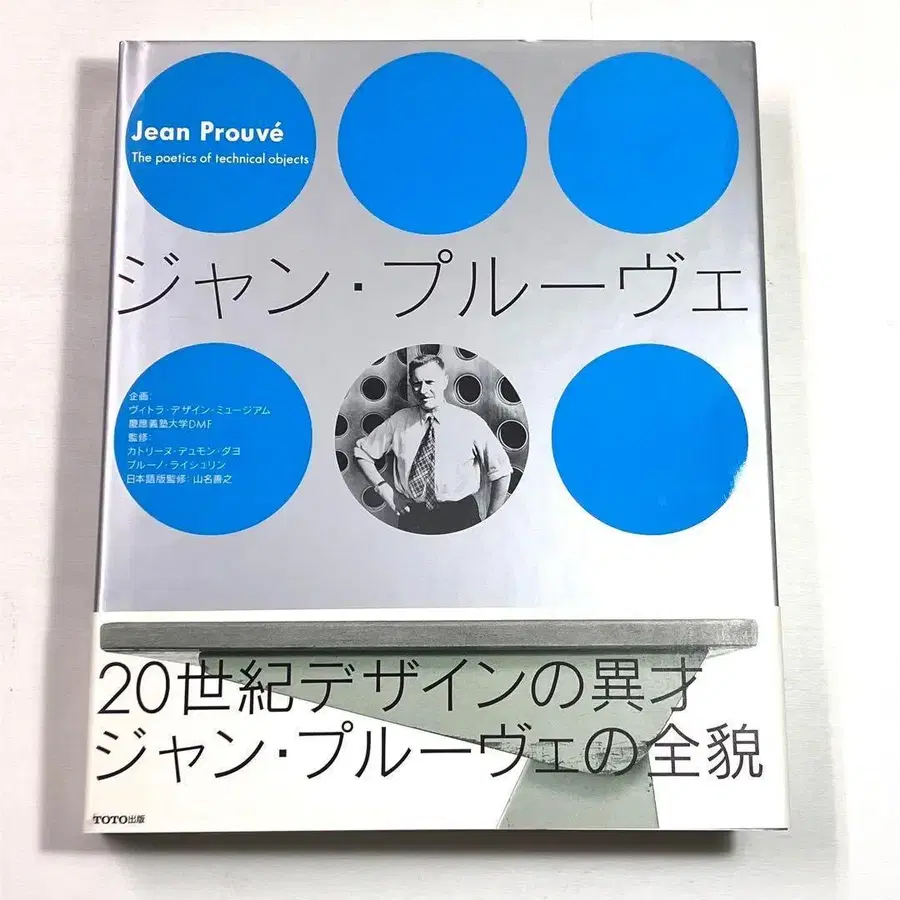 Jean Prouvé
The poetics of technical objects
ジャン・プルーヴェ
企画:
ヴィトラ・デザイン・ミュージアム
慶應義塾大学DMF
監修:
カトリーヌ・デュモン・ダヨ
ブルーノ・ライシュリン
日本語版監修: 山名善之
20世紀デザインの異才
ジャン・プルーヴェの全貌
TOTO出版